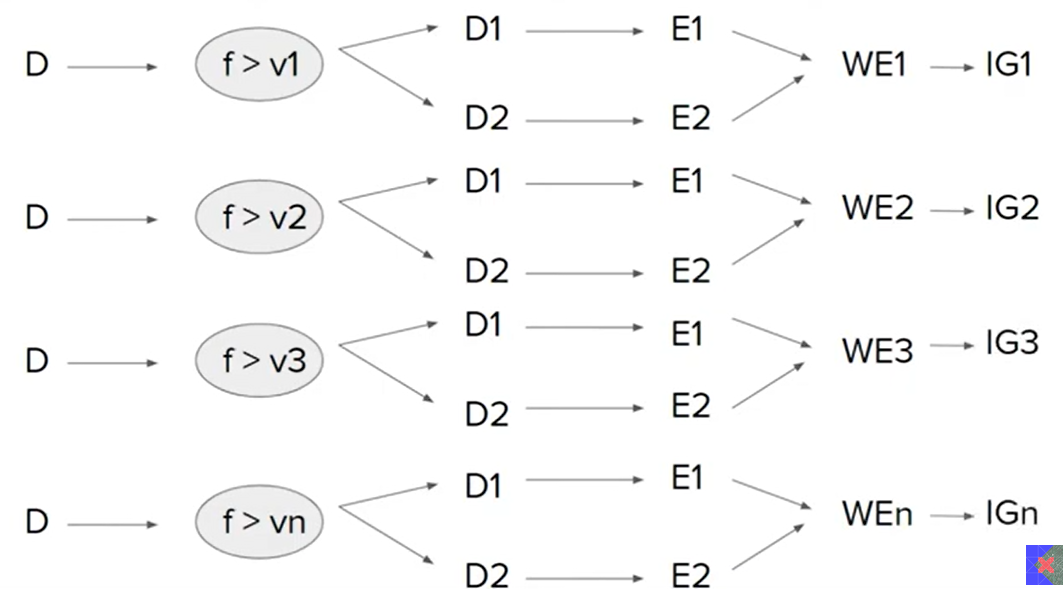 D f > v1 D1 E1 WE1 IG1
D2 E2
D f > v2 D1 E1 WE2 IG2
D2 E2
D f > v3 D1 E1 WE3 IG3
D2 E2
D f > vn D1 E1 WEn IGn
D2 E2